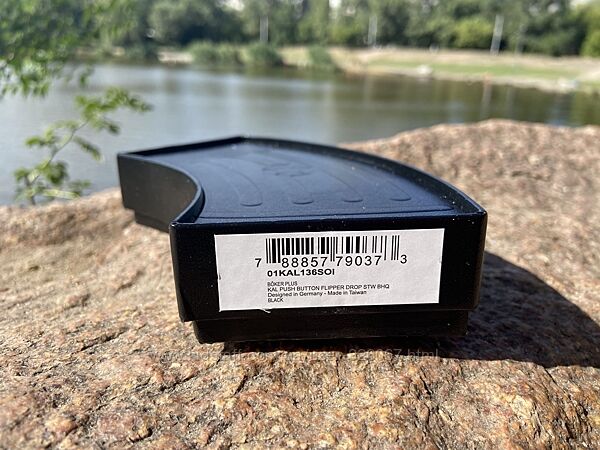 7 88857 79037 3
01KAL136SOI
BÖKER PLUS
KAL PUSH BUTTON FLIPPER DROP STW BHQ
Designed in Germany - Made in Taiwan
BLACK